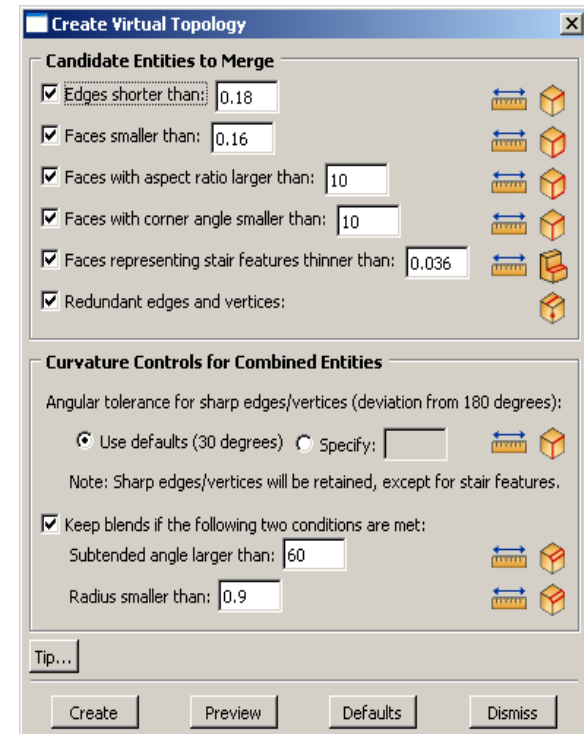 Create Virtual Topology
Candidate Entities to Merge
Edges shorter than: 0.18
Faces smaller than: 0.16
Faces with aspect ratio larger than: 10
Faces with corner angle smaller than: 10
Faces representing stair features thinner than: 0.036
Redundant edges and vertices:
Curvature Controls for Combined Entities
Angular tolerance for sharp edges/vertices (deviation from 180 degrees):
Use defaults (30 degrees) Specify:
Note: Sharp edges/vertices will be retained, except for stair features.
Keep blends if the following two conditions are met:
Subtended angle larger than: 60
Radius smaller than: 0.9
Tip...
Create Preview Defaults Dismiss